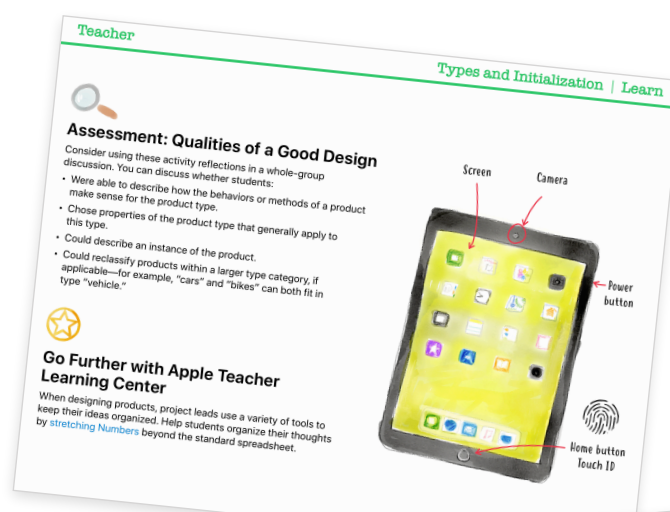 Teacher
Types and Initialization | Learn
Assessment: Qualities of a Good Design
Consider using these activity reflections in a whole-group
discussion. You can discuss whether students:
• Were able to describe how the behaviors or methods of a product
make sense for the product type.
• Chose properties of the product type that generally apply to
this type.
• Could describe an instance of the product.
• Could reclassify products within a larger type category, if
applicable—for example, “cars” and “bikes” can both fit in
type “vehicle.”
Go Further with Apple Teacher
Learning Center
When designing products, project leads use a variety of tools to
keep their ideas organized. Help students organize their thoughts
by stretching Numbers beyond the standard spreadsheet.
Screen
Camera
Power
button
Home button
Touch ID